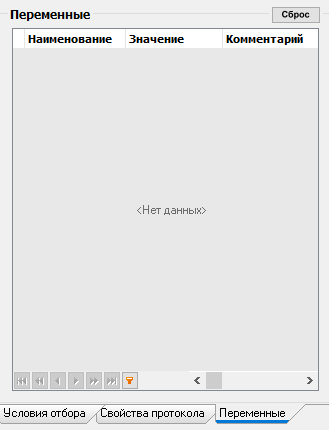 Переменные Сброс
Наименование Значение Комментарий
<Нет данных>
Условия отбора Свойства протокола Переменные